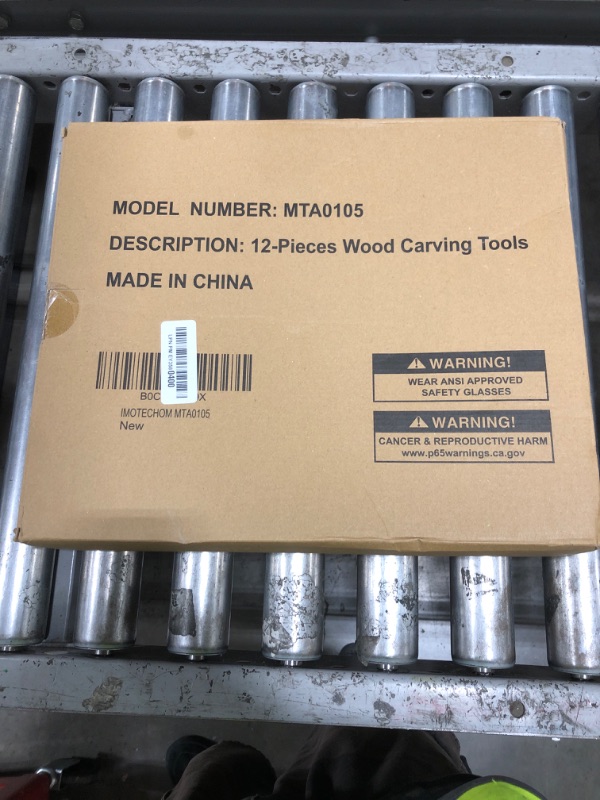 MODEL NUMBER: MTA0105
DESCRIPTION: 12-Pieces Wood Carving Tools
MADE IN CHINA
IMOTECHOM MTA0105
New
WARNING!
WEAR ANSI APPROVED
SAFETY GLASSES
WARNING!
CANCER & REPRODUCTIVE HARM
www.p65warnings.ca.gov